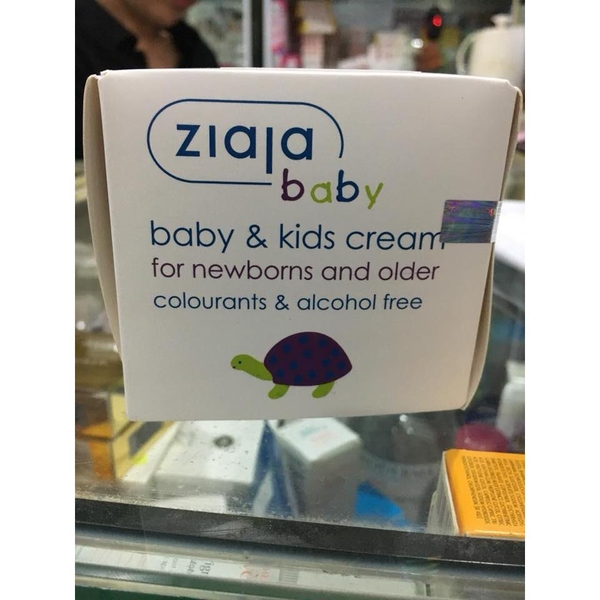 ziaja
baby
baby & kids cream
for newborns and older
colourants & alcohol free